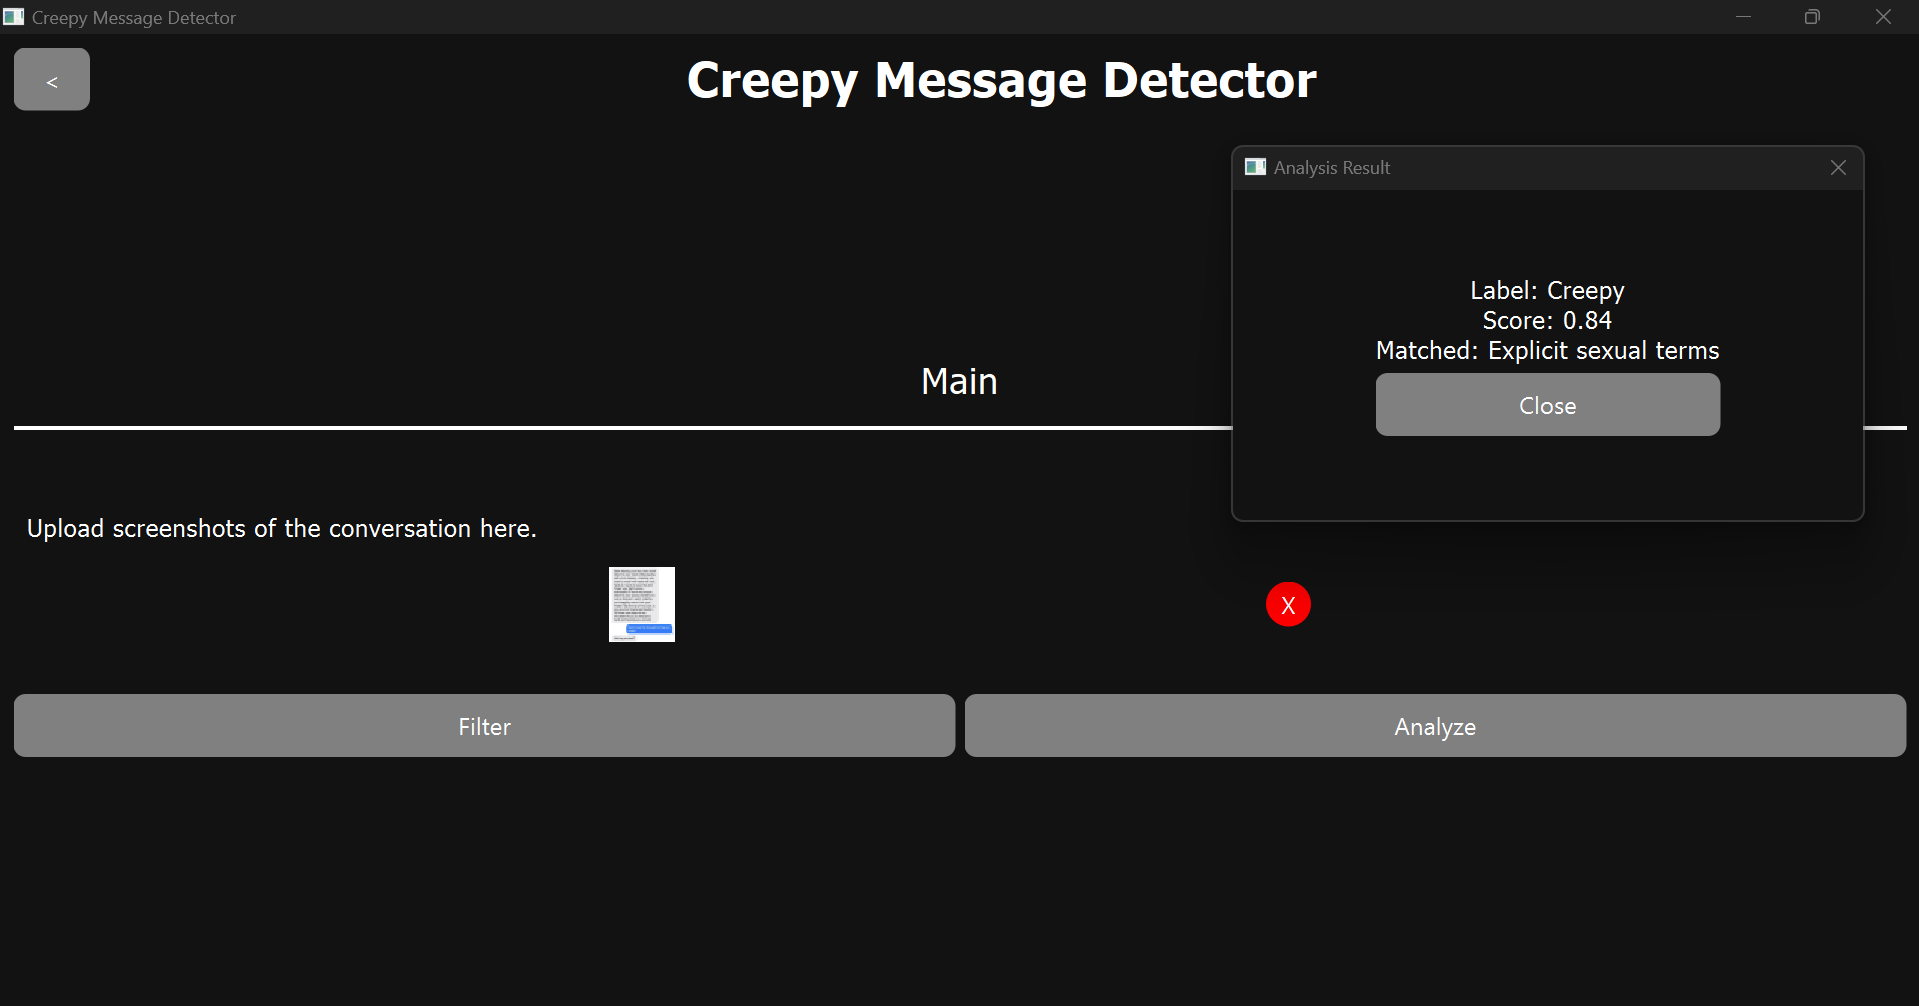 Creepy Message Detector
<
Creepy Message Detector
Analysis Result
Label: Creepy
Score: 0.84
Matched: Explicit sexual terms
Close
Main
Upload screenshots of the conversation here.
X
Filter
Analyze